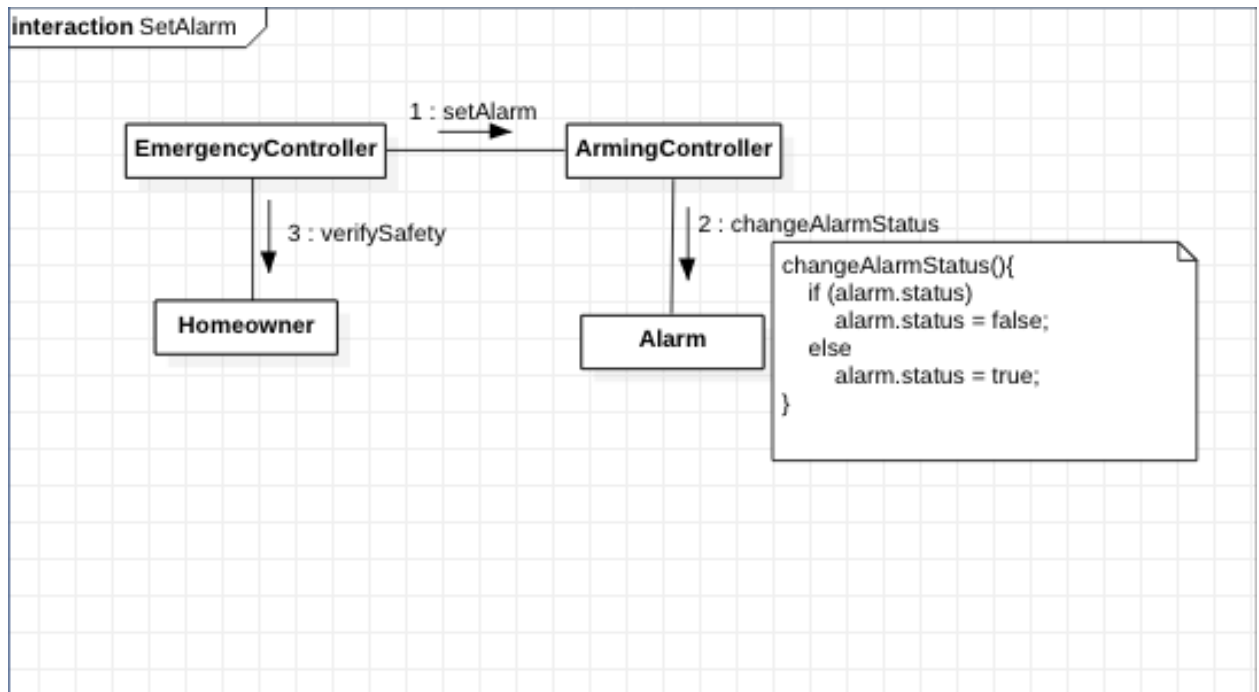 interaction SetAlarm
1 : setAlarm
EmergencyController
ArmingController
3 : verifySafety
2 : changeAlarmStatus
changeAlarmStatus(){
if (alarm.status)
alarm.status = false;
else
alarm.status = true;
}
Homeowner
Alarm